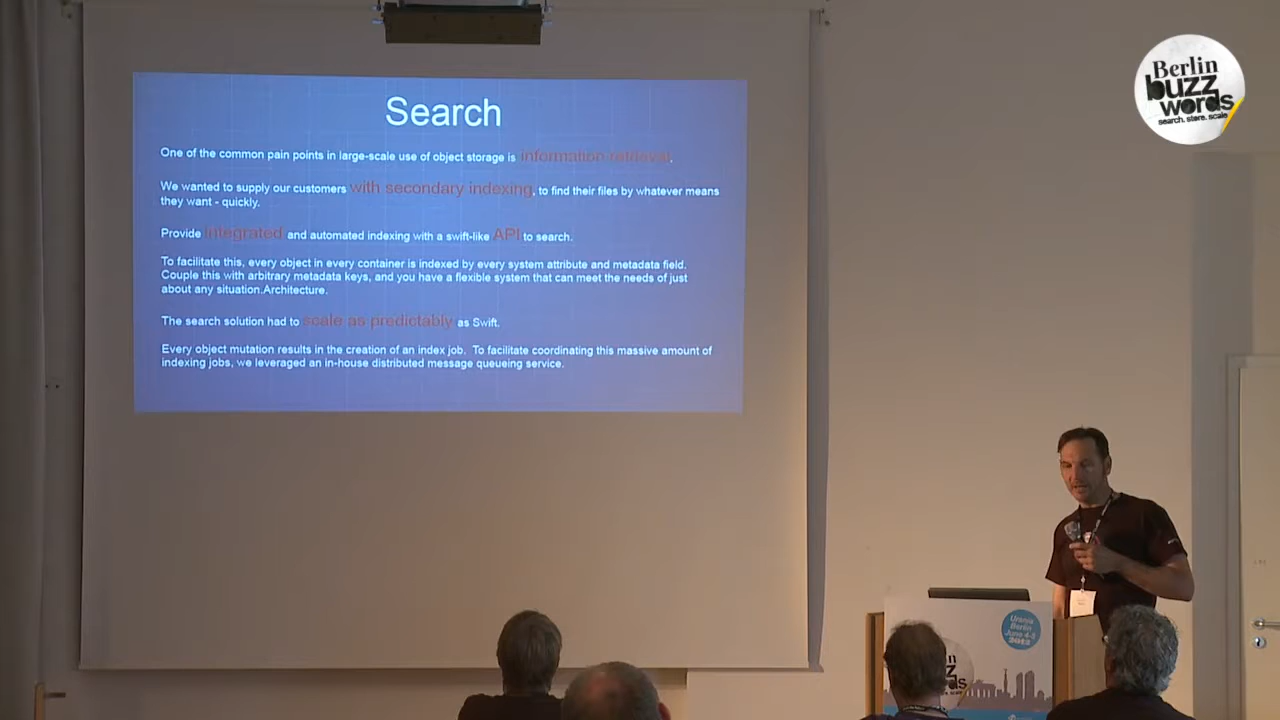 Search
One of the common pain points in large-scale use of object storage is information retrieval.
We wanted to supply our customers with secondary indexing, to find their files by whatever means
they want - quickly.
Provide integrated and automated indexing with a swift-like API to search.
To facilitate this, every object in every container is indexed by every system attribute and metadata field.
Couple this with arbitrary metadata keys, and you have a flexible system that can meet the needs of just
about any situation.Architecture.
The search solution had to scale as predictably as Swift.
Every object mutation results in the creation of an index job. To facilitate coordinating this massive amount of
indexing jobs, we leveraged an in-house distributed message queueing service.
Berlin
buzz
words
search. store. scale
Urania
Berlin
June 4-5
2012